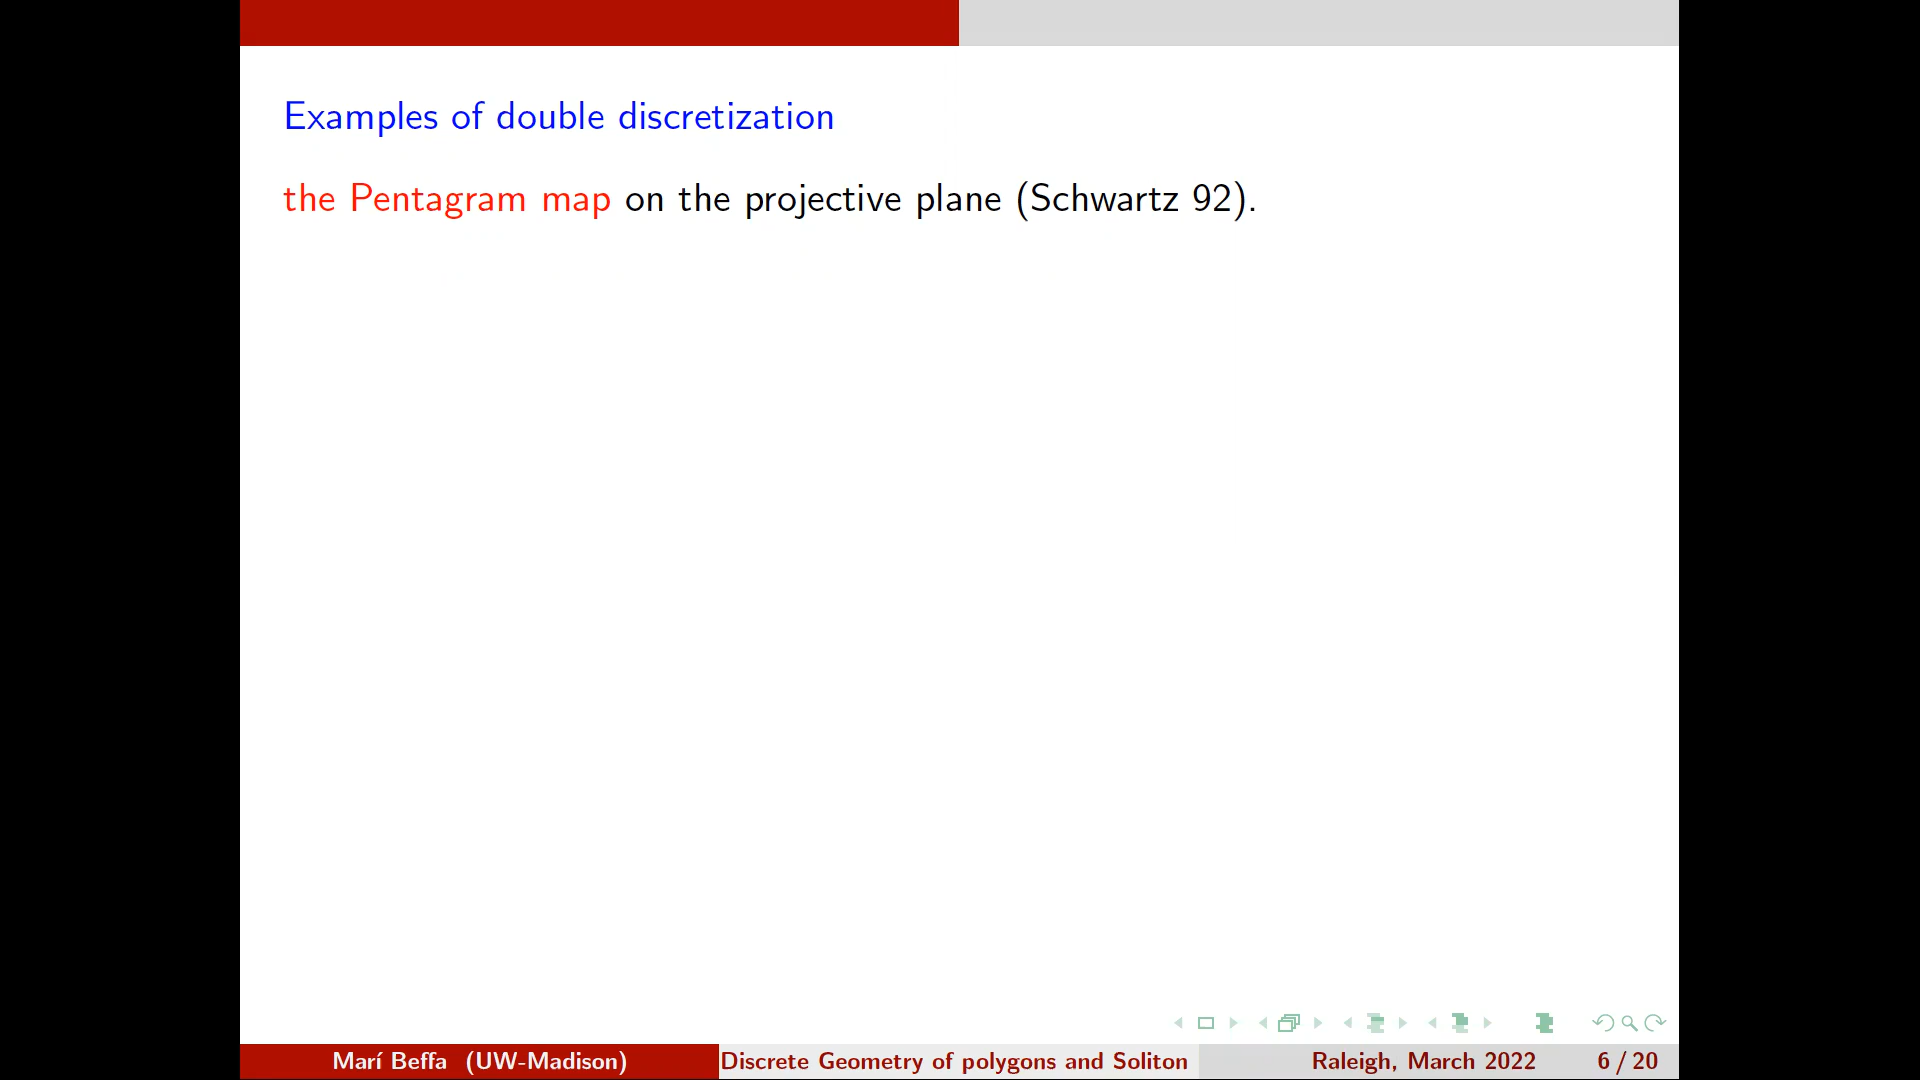 Examples of double discretization
the Pentagram map on the projective plane (Schwartz 92).
Marí Beffa (UW-Madison) Discrete Geometry of polygons and Soliton Raleigh, March 2022 6 / 20